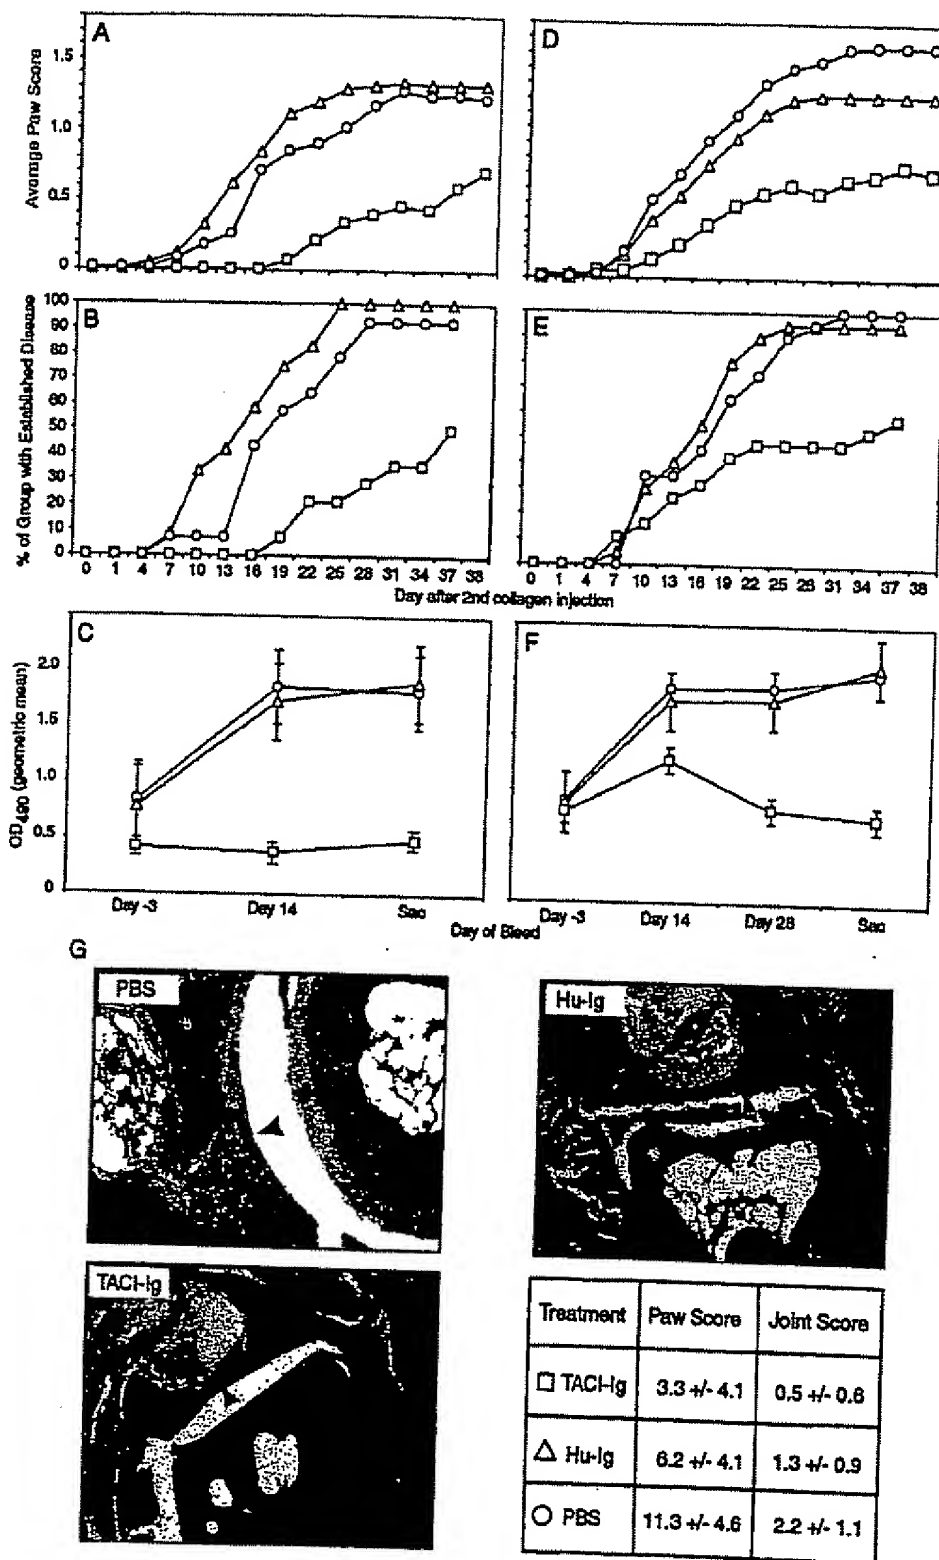 A
D
Average Paw Score
1.5
1.0
0.5
0
B
E
% of Group with Established Disease
100
90
80
70
60
50
40
30
20
10
0
0 1 4 7 10 13 16 19 22 25 28 31 34 37 38
0 1 4 7 10 13 16 19 22 26 31 34 37 38
Day after 2nd collagen injection
C
F
OD490 (geometric mean)
2.0
1.5
1.0
0.5
0
Day -3 Day 14 Sac
Day -3 Day 14 Day 28 Sac
Day of Bleed
G
PBS
Hu-Ig
TACI-Ig
Treatment Paw Score Joint Score
TACI-Ig 3.3 +/- 4.1 0.5 +/- 0.6
Hu-Ig 6.2 +/- 4.1 1.3 +/- 0.9
PBS 11.3 +/- 4.6 2.2 +/- 1.1